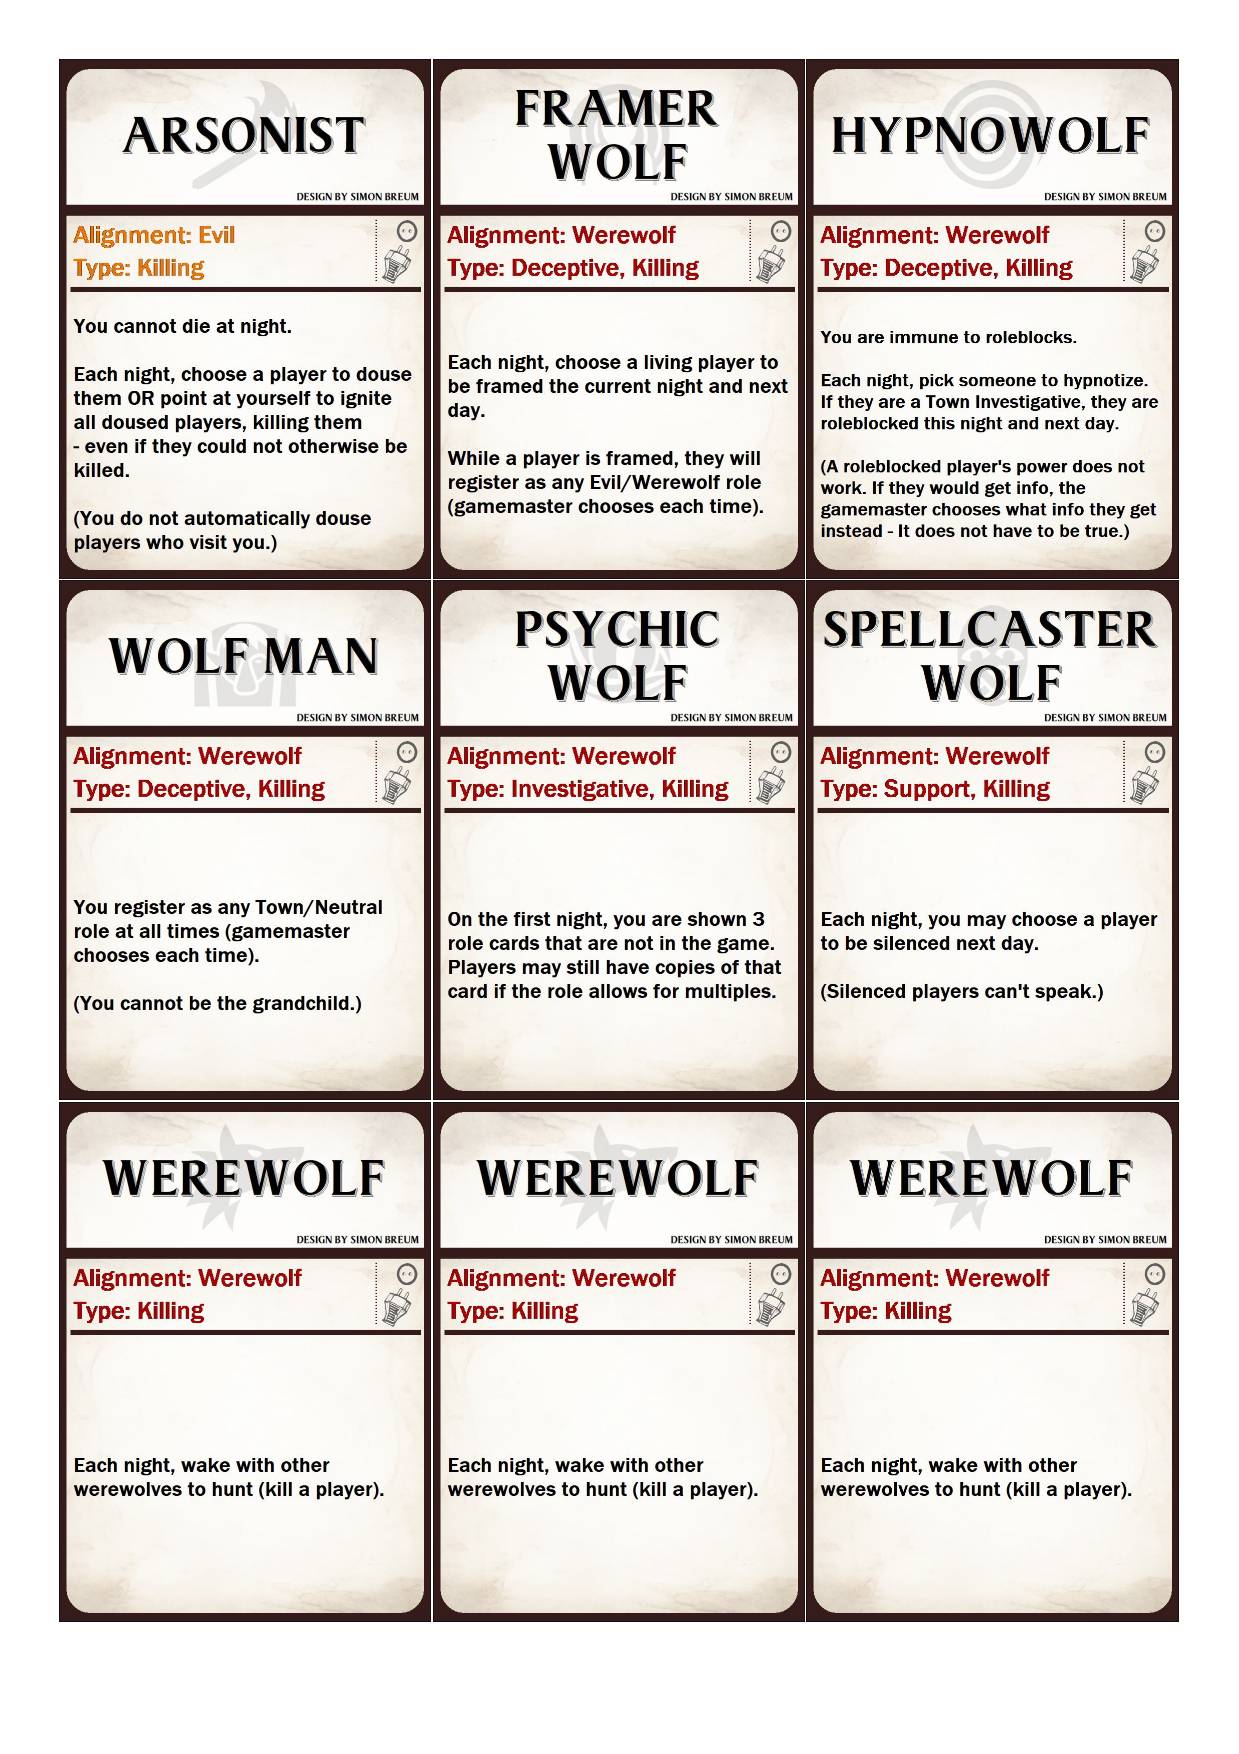 ARSONIST
DESIGN BY SIMON BREUM
Alignment: Evil
Type: Killing
You cannot die at night.
Each night, choose a player to douse
them OR point at yourself to ignite
all doused players, killing them
- even if they could not otherwise be
killed.
(You do not automatically douse
players who visit you.)
FRAMER
WOLF
DESIGN BY SIMON BREUM
Alignment: Werewolf
Type: Deceptive, Killing
Each night, choose a living player to
be framed the current night and next
day.
While a player is framed, they will
register as any Evil/Werewolf role
(gamemaster chooses each time).
HYPNOWOLF
DESIGN BY SIMON BREUM
Alignment: Werewolf
Type: Deceptive, Killing
You are immune to roleblocks.
Each night, pick someone to hypnotize.
If they are a Town Investigative, they are
roleblocked this night and next day.
(A roleblocked player's power does not
work. If they would get info, the
gamemaster chooses what info they get
instead - It does not have to be true.)
WOLF MAN
DESIGN BY SIMON BREUM
Alignment: Werewolf
Type: Deceptive, Killing
You register as any Town/Neutral
role at all times (gamemaster
chooses each time).
(You cannot be the grandchild.)
PSYCHIC
WOLF
DESIGN BY SIMON BREUM
Alignment: Werewolf
Type: Investigative, Killing
On the first night, you are shown 3
role cards that are not in the game.
Players may still have copies of that
card if the role allows for multiples.
SPELLCASTER
WOLF
DESIGN BY SIMON BREUM
Alignment: Werewolf
Type: Support, Killing
Each night, you may choose a player
to be silenced next day.
(Silenced players can't speak.)
WEREWOLF
DESIGN BY SIMON BREUM
Alignment: Werewolf
Type: Killing
Each night, wake with other
werewolves to hunt (kill a player).
WEREWOLF
DESIGN BY SIMON BREUM
Alignment: Werewolf
Type: Killing
Each night, wake with other
werewolves to hunt (kill a player).
WEREWOLF
DESIGN BY SIMON BREUM
Alignment: Werewolf
Type: Killing
Each night, wake with other
werewolves to hunt (kill a player).